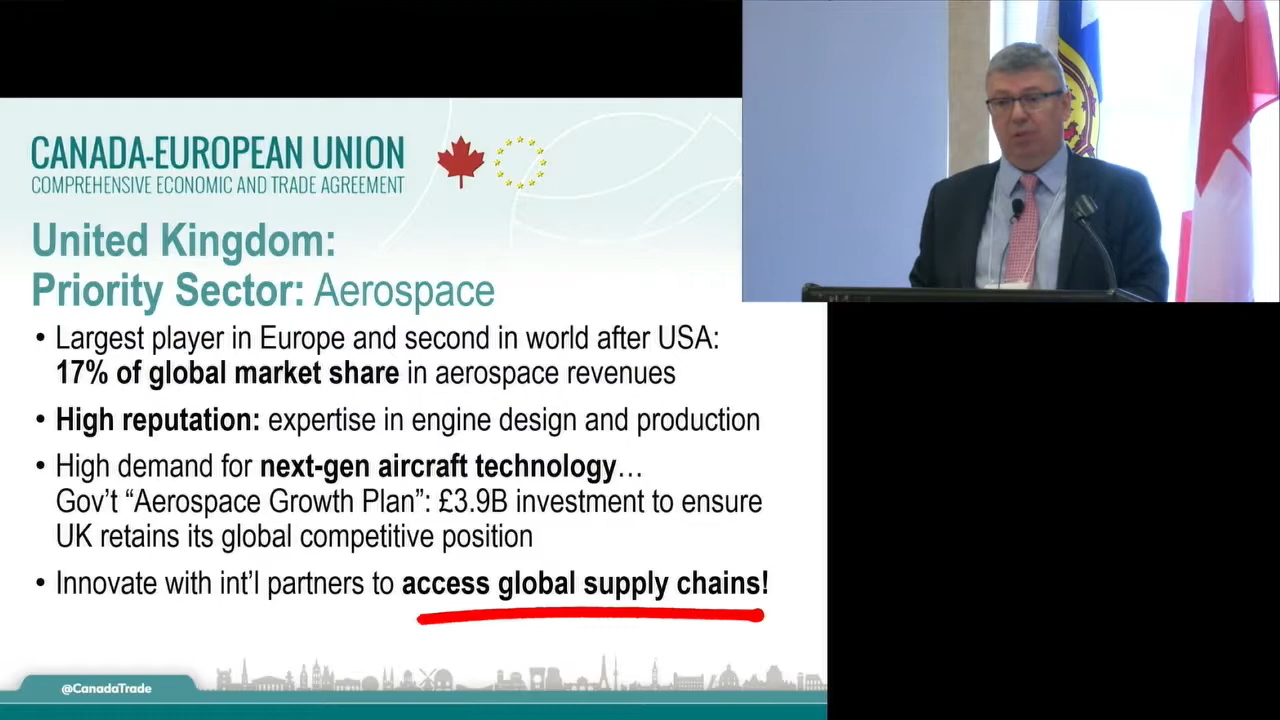 CANADA-EUROPEAN UNION
COMPREHENSIVE ECONOMIC AND TRADE AGREEMENT
United Kingdom:
Priority Sector: Aerospace
• Largest player in Europe and second in world after USA:
17% of global market share in aerospace revenues
• High reputation: expertise in engine design and production
• High demand for next-gen aircraft technology…
Gov’t “Aerospace Growth Plan”: £3.9B investment to ensure
UK retains its global competitive position
• Innovate with int’l partners to access global supply chains!
@CanadaTrade